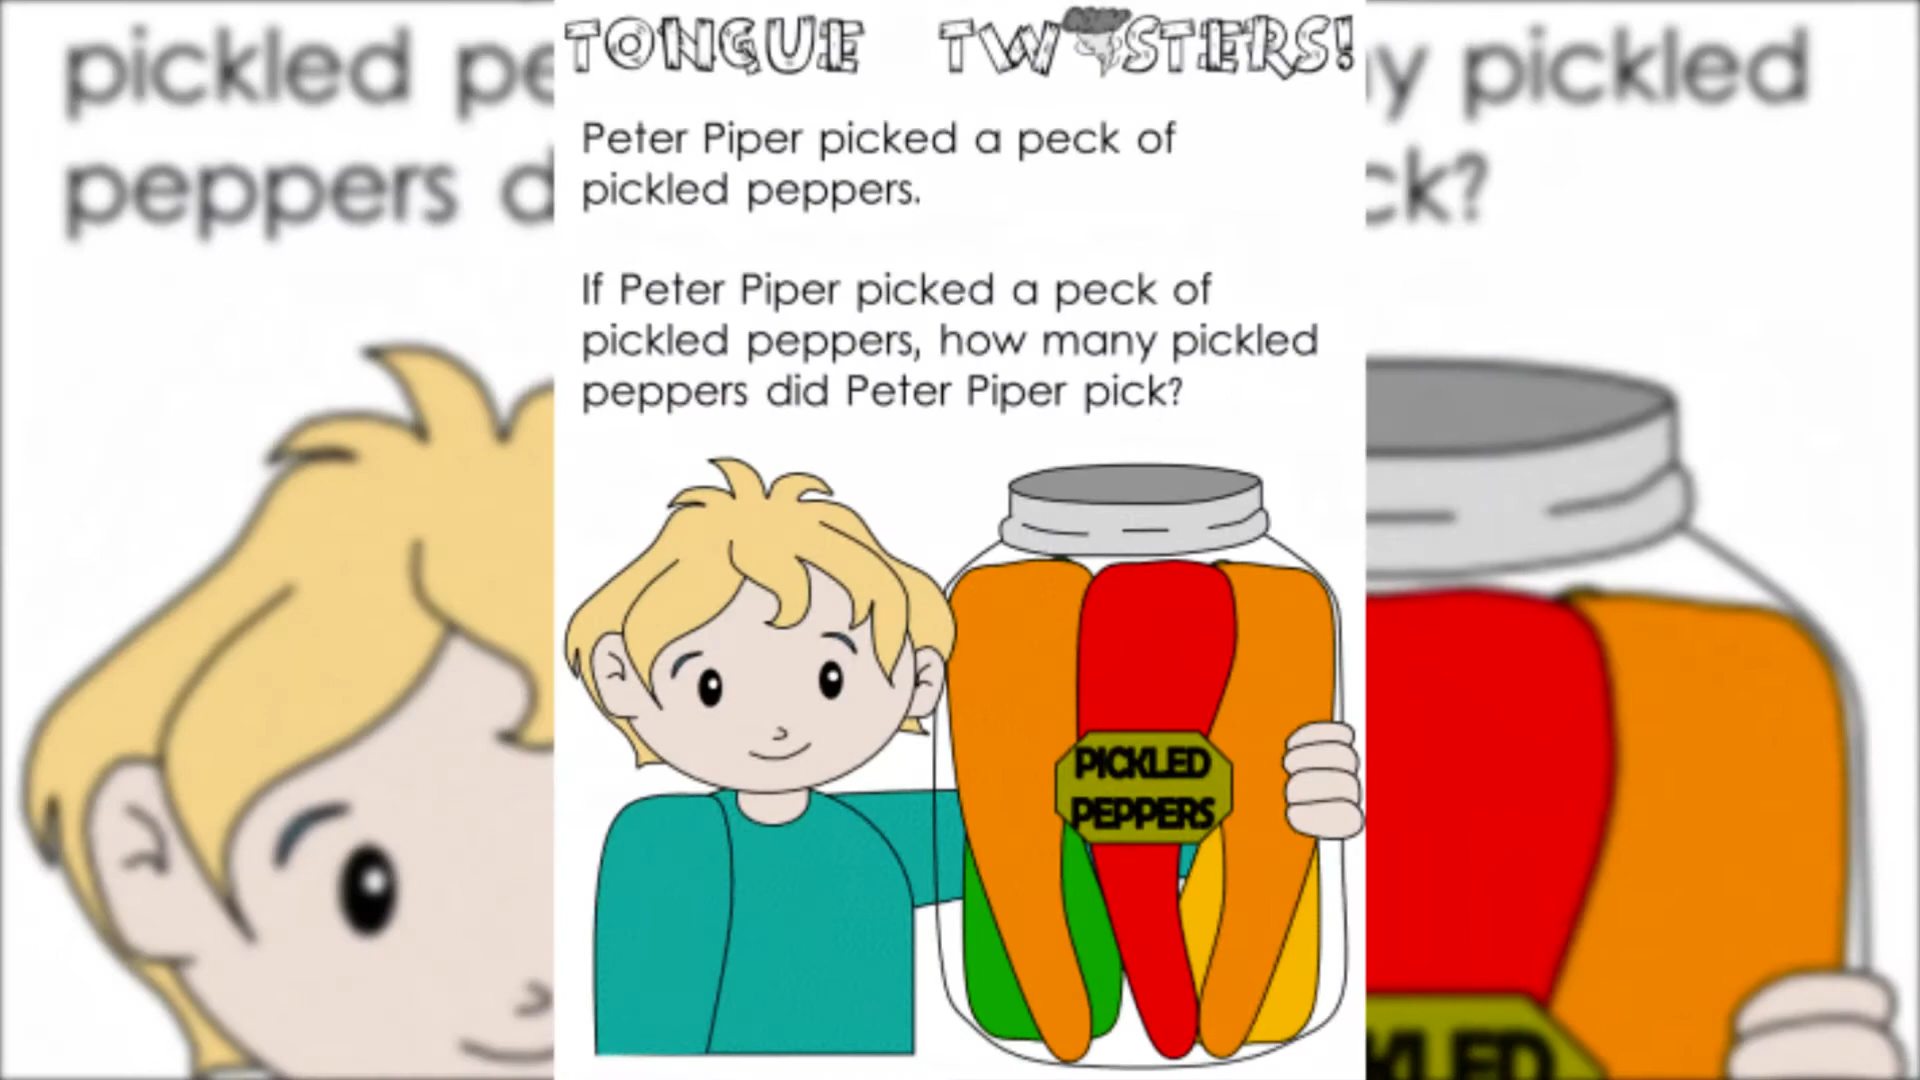 TONGUE TWISTERS!
Peter Piper picked a peck of
pickled peppers.
If Peter Piper picked a peck of
pickled peppers, how many pickled
peppers did Peter Piper pick?
PICKLED
PEPPERS